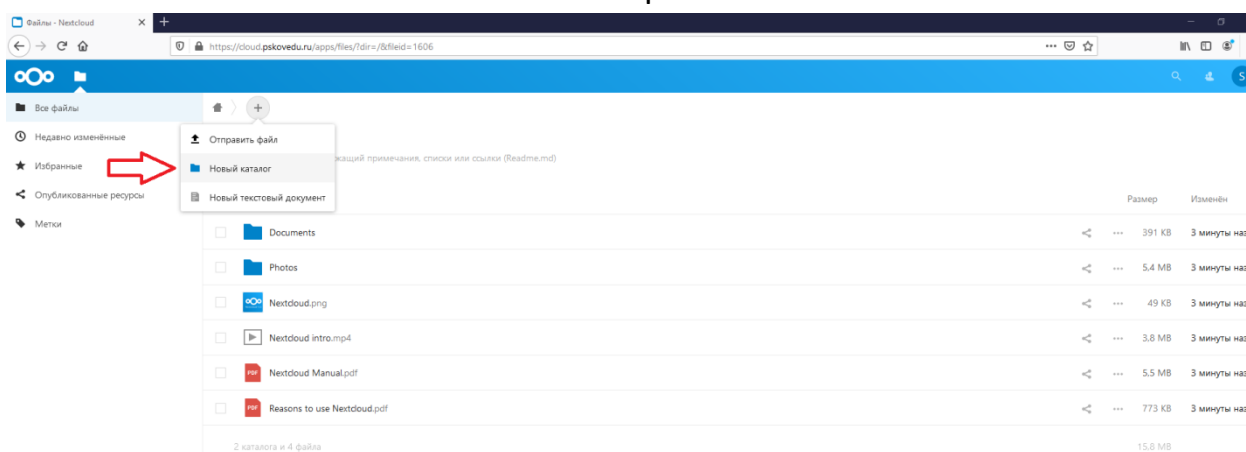 Файлы - Nextcloud
https://cloud.pskovedu.ru/apps/files/?dir=/&fileid=1606
S
Все файлы
Недавно изменённые
Отправить файл
кащий примечания, списки или ссылки (Readme.md)
Избранные
Новый каталог
Опубликованные ресурсы
Новый текстовый документ
Размер Изменён
Метки
Documents 391 KB 3 минуты наз
Photos 5,4 MB 3 минуты наз
Nextcloud.png 49 KB 3 минуты наз
Nextcloud intro.mp4 3,8 MB 3 минуты наз
PDF Nextcloud Manual.pdf 5,5 MB 3 минуты наз
PDF Reasons to use Nextcloud.pdf 773 KB 3 минуты наз
2 каталога и 4 файла 15,8 MB